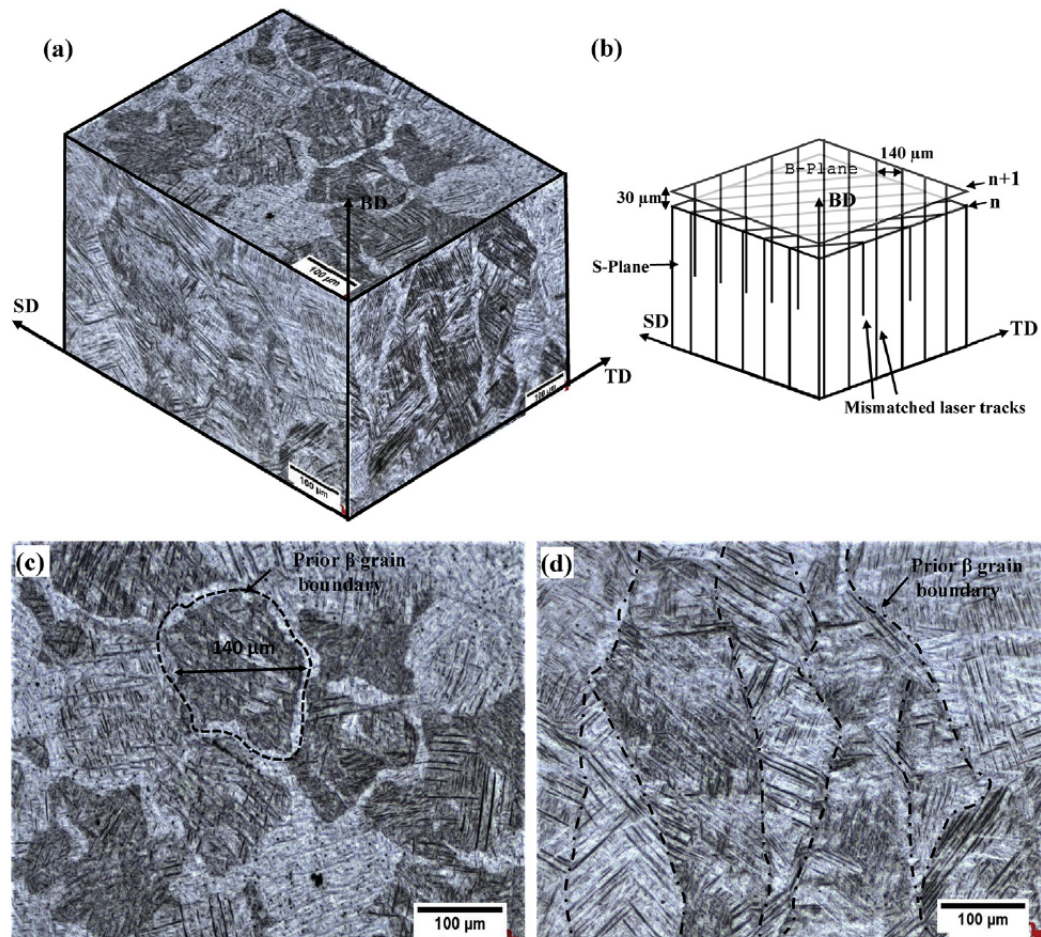 (a)
BD
SD
TD
100 µm
100 µm
100 µm
(b)
140 µm
B-Plane
n+1
30 µm
BD
n
S-Plane
SD
TD
Mismatched laser tracks
(c)
Prior β grain
boundary
140 µm
100 µm
(d)
Prior β grain
boundary
100 µm